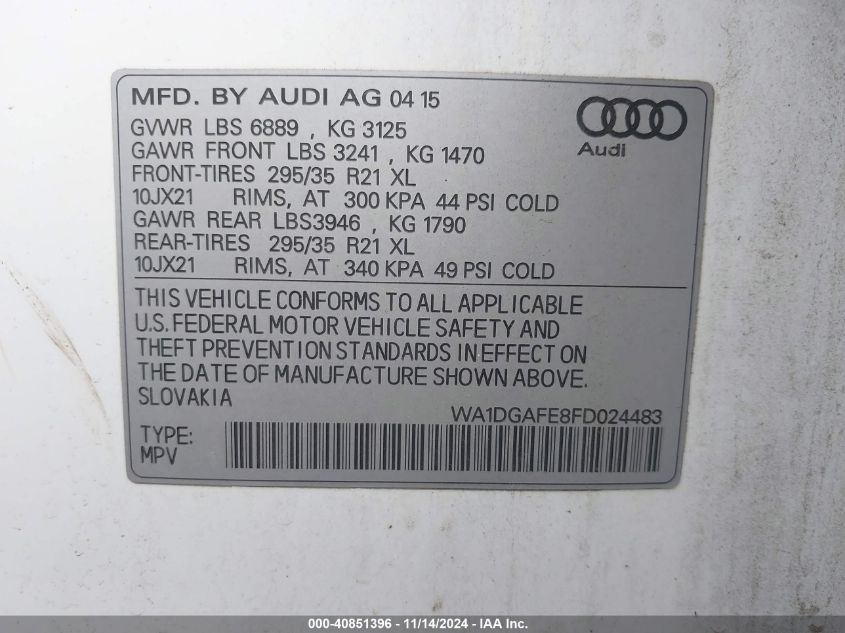 MFD. BY AUDI AG 04 15
GVWR LBS 6889 , KG 3125
GAWR FRONT LBS 3241 , KG 1470
FRONT-TIRES 295/35 R21 XL
10JX21 RIMS, AT 300 KPA 44 PSI COLD
GAWR REAR LBS3946 , KG 1790
REAR-TIRES 295/35 R21 XL
10JX21 RIMS, AT 340 KPA 49 PSI COLD
Audi
THIS VEHICLE CONFORMS TO ALL APPLICABLE
U.S. FEDERAL MOTOR VEHICLE SAFETY AND
THEFT PREVENTION STANDARDS IN EFFECT ON
THE DATE OF MANUFACTURE SHOWN ABOVE.
SLOVAKIA
WA1DGAFE8FD024483
TYPE:
MPV
000-40851396 - 11/14/2024 - IAAI Inc.